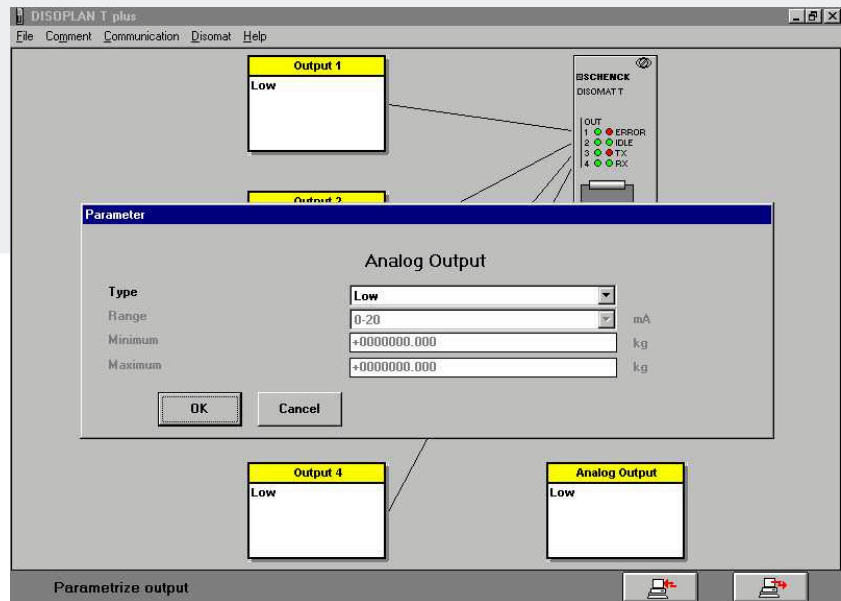 DISOPLAN T plus
File Comment Communication Disomat Help
Output 1
Low
SCHENCK
DISOMAT T
OUT
1 ERROR
2 IDLE
3 TX
4 RX
Output 2
Parameter
Analog Output
Type Low
Range 0-20 mA
Minimum +0000000.000 kg
Maximum +0000000.000 kg
OK Cancel
Output 4
Low
Analog Output
Low
Parametrize output